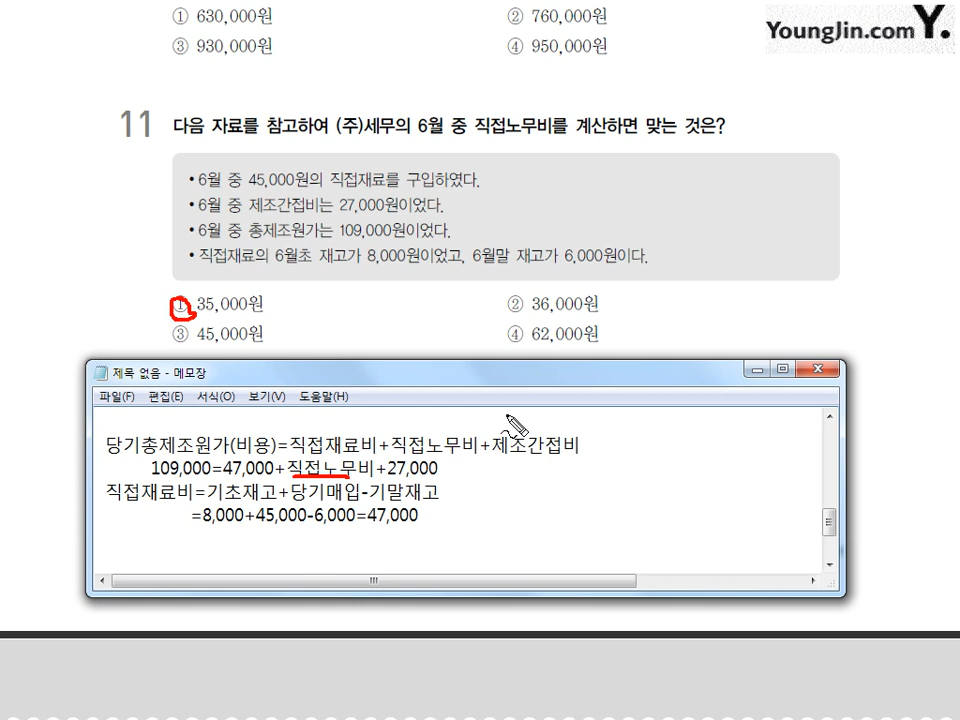 ① 630,000원
② 760,000원
③ 930,000원
④ 950,000원
YoungJin.com Y.
11 다음 자료를 참고하여 (주)세무의 6월 중 직접노무비를 계산하면 맞는 것은?
• 6월 중 45,000원의 직접재료를 구입하였다.
• 6월 중 제조간접비는 27,000원이었다.
• 6월 중 총제조원가는 109,000원이었다.
• 직접재료의 6월초 재고가 8,000원이었고, 6월말 재고가 6,000원이다.
① 35,000원
② 36,000원
③ 45,000원
④ 62,000원
제목 없음 - 메모장
파일(F) 편집(E) 서식(O) 보기(V) 도움말(H)
당기총제조원가(비용)=직접재료비+직접노무비+제조간접비
109,000=47,000+직접노무비+27,000
직접재료비=기초재고+당기매입-기말재고
=8,000+45,000-6,000=47,000